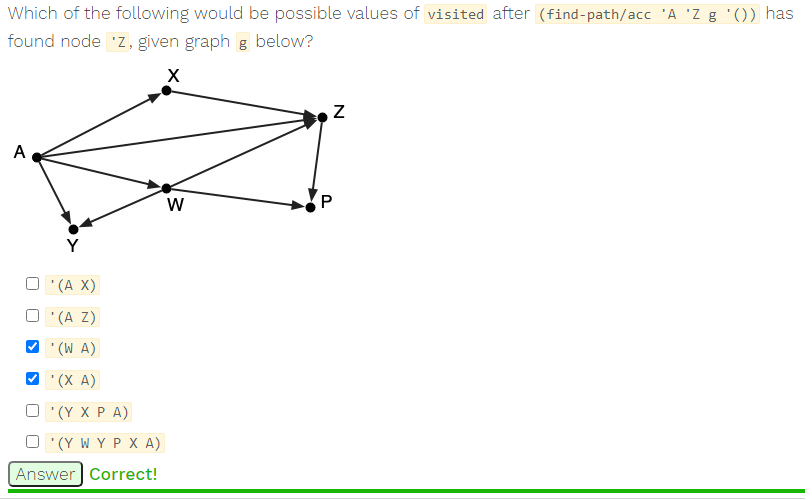 Which of the following would be possible values of visited after (find-path/acc 'A 'Z g '()) has
found node 'Z, given graph g below?
X
Z
A
P
W
Y
'(A X)
'(A Z)
'(W A)
'(X A)
'(Y X P A)
'(Y W Y P X A)
Answer Correct!